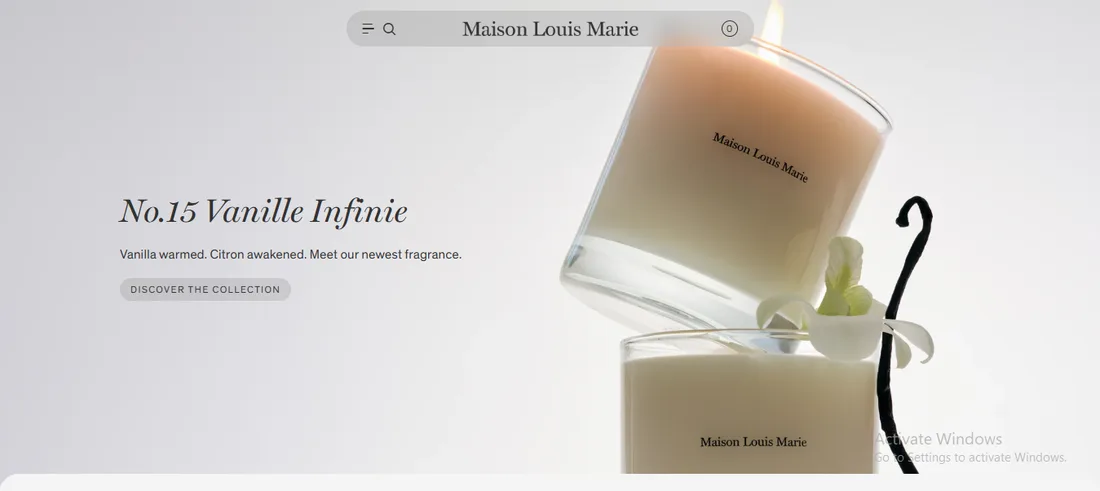 Maison Louis Marie
0
Maison Louis Marie
No.15 Vanille Infinie
Vanilla warmed. Citron awakened. Meet our newest fragrance.
DISCOVER THE COLLECTION
Maison Louis Marie
Activate Windows
Go to Settings to activate Windows.